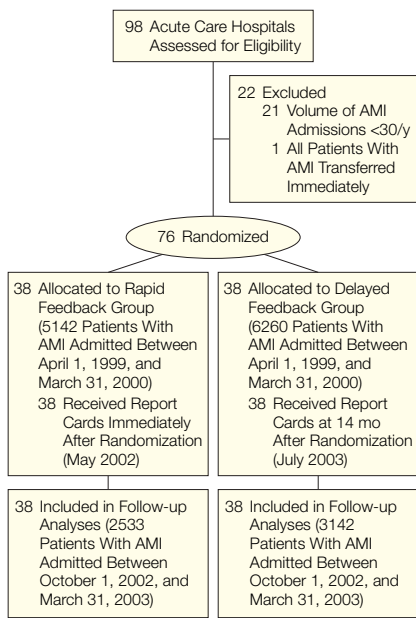 98 Acute Care Hospitals
Assessed for Eligibility
22 Excluded
21 Volume of AMI
Admissions <30/y
1 All Patients With
AMI Transferred
Immediately
76 Randomized
38 Allocated to Rapid
Feedback Group
(5142 Patients With
AMI Admitted Between
April 1, 1999, and
March 31, 2000)
38 Received Report
Cards Immediately
After Randomization
(May 2002)
38 Allocated to Delayed
Feedback Group
(6260 Patients With
AMI Admitted Between
April 1, 1999, and
March 31, 2000)
38 Received Report
Cards at 14 mo
After Randomization
(July 2003)
38 Included in Follow-up
Analyses (2533
Patients With AMI
Admitted Between
October 1, 2002, and
March 31, 2003)
38 Included in Follow-up
Analyses (3142
Patients With AMI
Admitted Between
October 1, 2002, and
March 31, 2003)